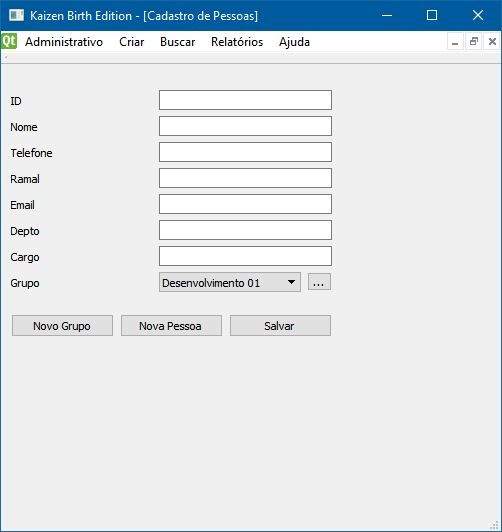 Kaizen Birth Edition - [Cadastro de Pessoas]
Qt Administrativo Criar Buscar Relatórios Ajuda
ID
Nome
Telefone
Ramal
Email
Depto
Cargo
Grupo Desenvolvimento 01 ...
Novo Grupo Nova Pessoa Salvar